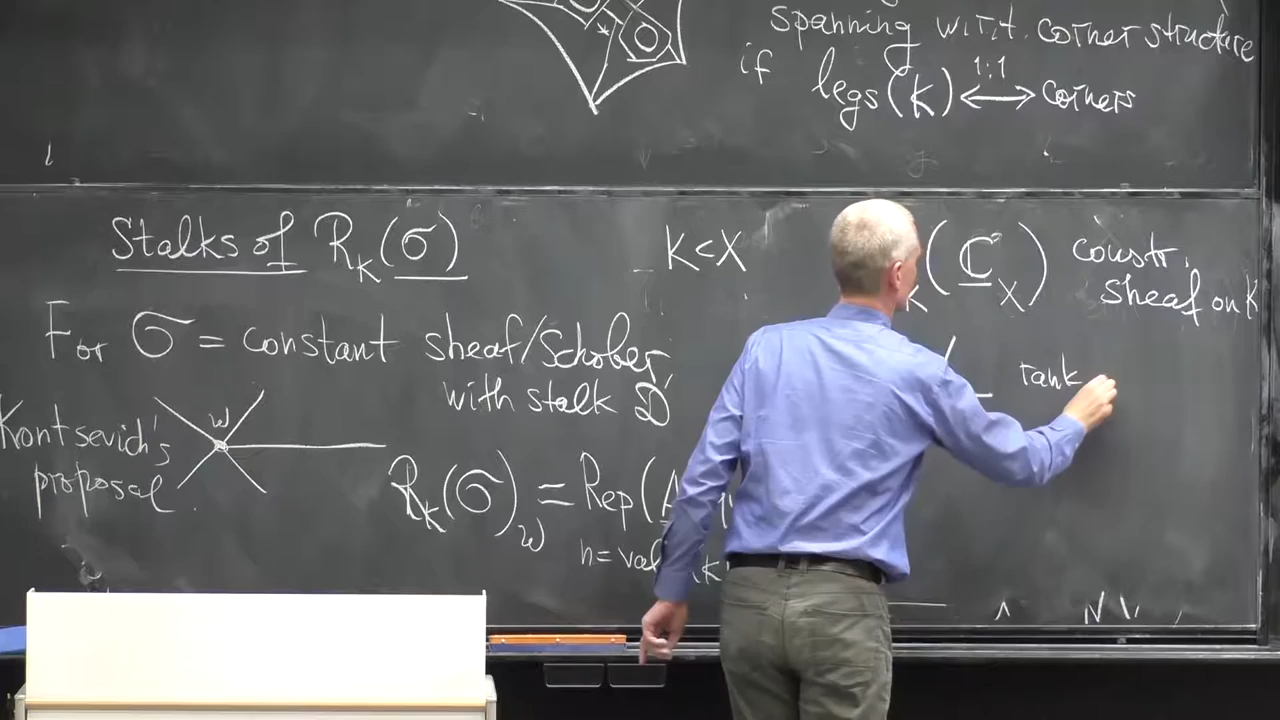 spanning w.r.t. corner structure
if legs(K) 1:1 ⟷ corners
Stalks of R_K(σ)
K<X
(ℂ_X) constr.
sheaf on K
For σ = constant sheaf/Schober
with stalk D
rank
Kontsevich's
proposal.
w
R_K(σ)_w = Rep(
n=val